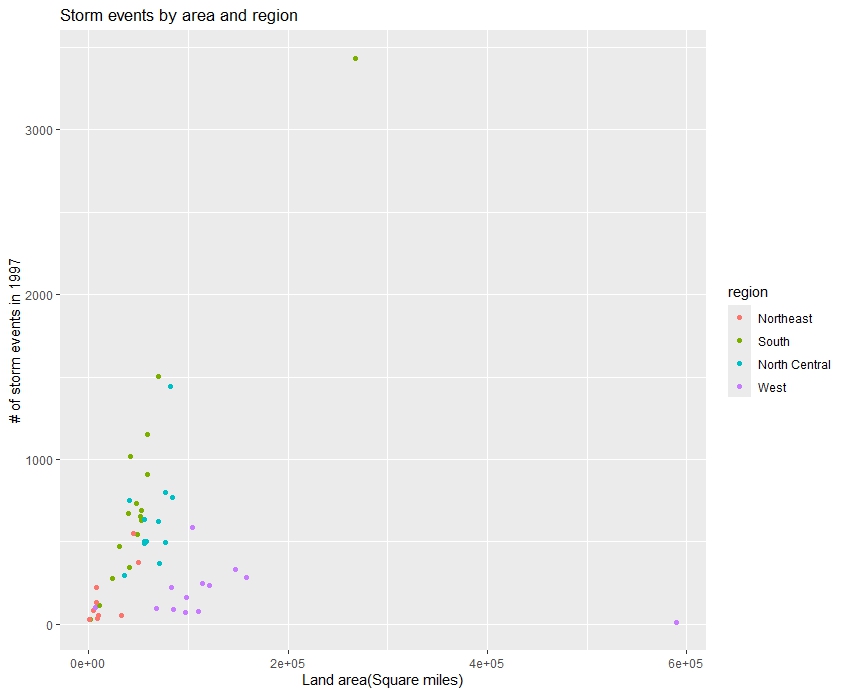 Storm events by area and region
# of storm events in 1997
3000
2000
1000
0
0e+00 2e+05 4e+05 6e+05
Land area(Square miles)
region
Northeast
South
North Central
West